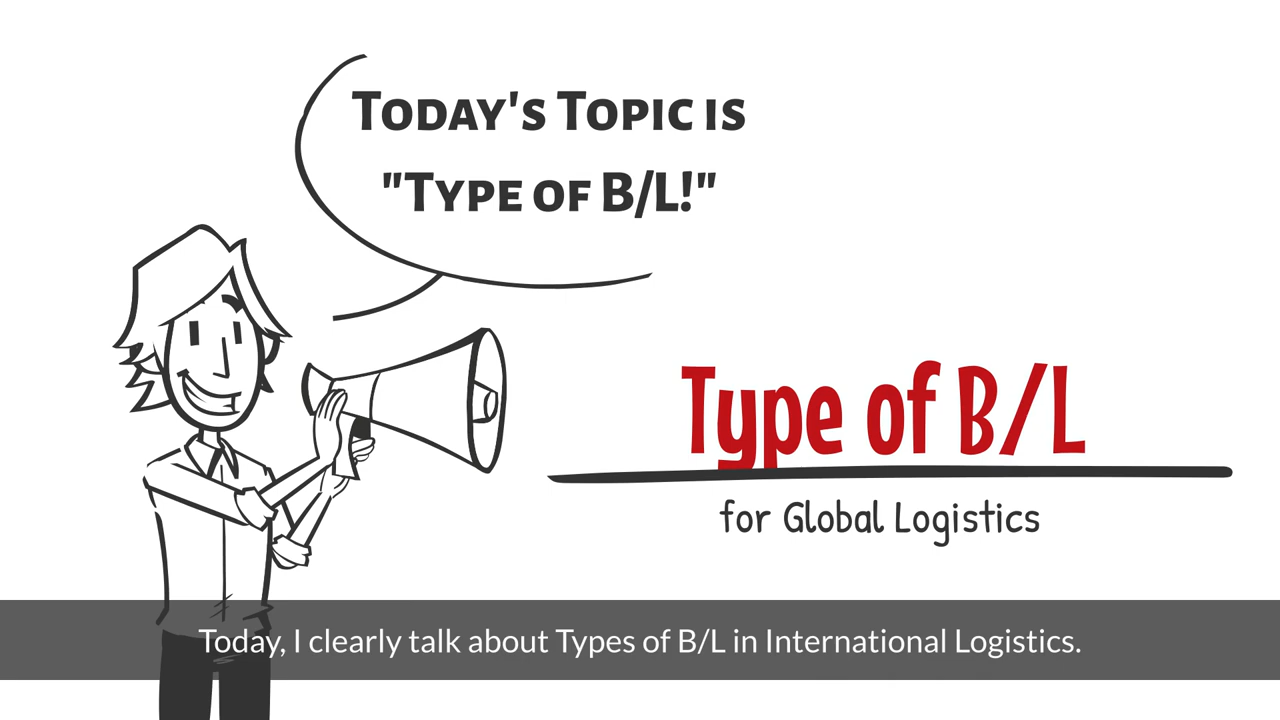 Today's Topic is
"Type of B/L!"
Type of B/L
for Global Logistics
Today, I clearly talk about Types of B/L in International Logistics.